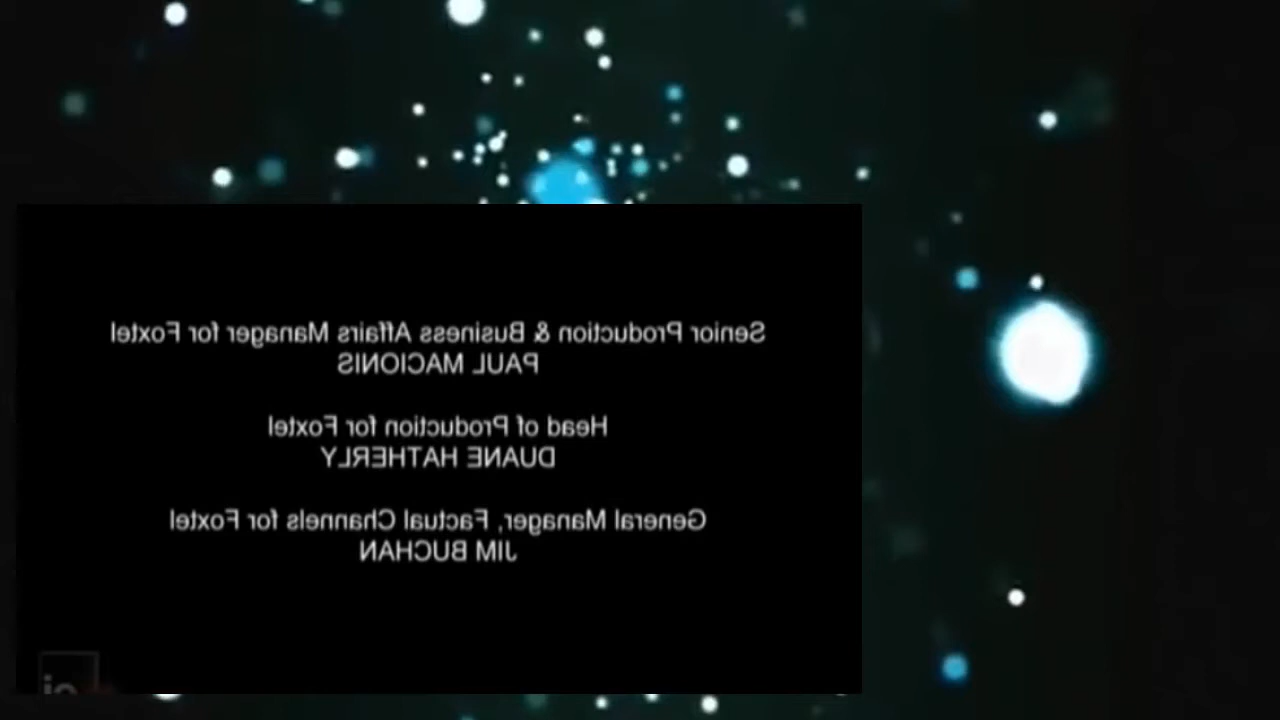 Senior Production & Business Affairs Manager for Foxtel
PAUL MACIONIS
Head of Production for Foxtel
DUANE HATHERLY
General Manager, Factual Channels for Foxtel
JIM BUCHAN